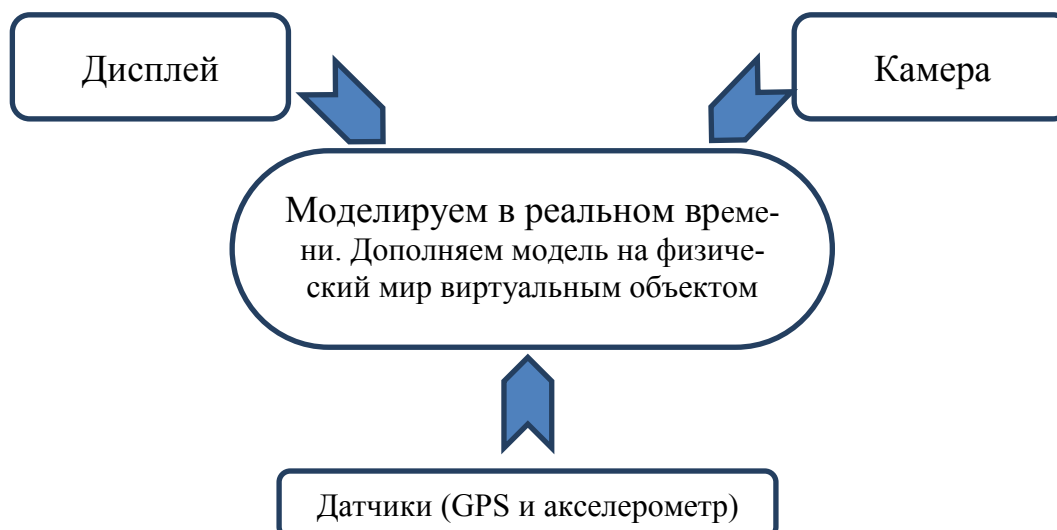 Дисплей
Камера
Моделируем в реальном време-
ни. Дополняем модель на физиче-
ский мир виртуальным объектом
Датчики (GPS и акселерометр)